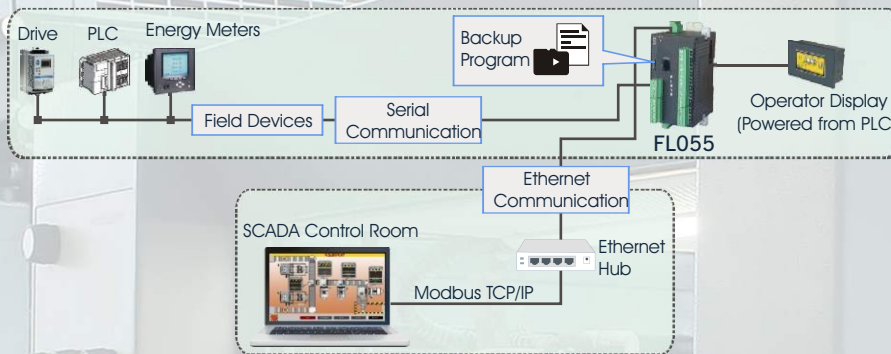 Drive
PLC
Energy Meters
Backup
Program
Field Devices
Serial
Communication
FL055
Operator Display
(Powered from PLC
Ethernet
Communication
SCADA Control Room
Ethernet
Hub
Modbus TCP/IP